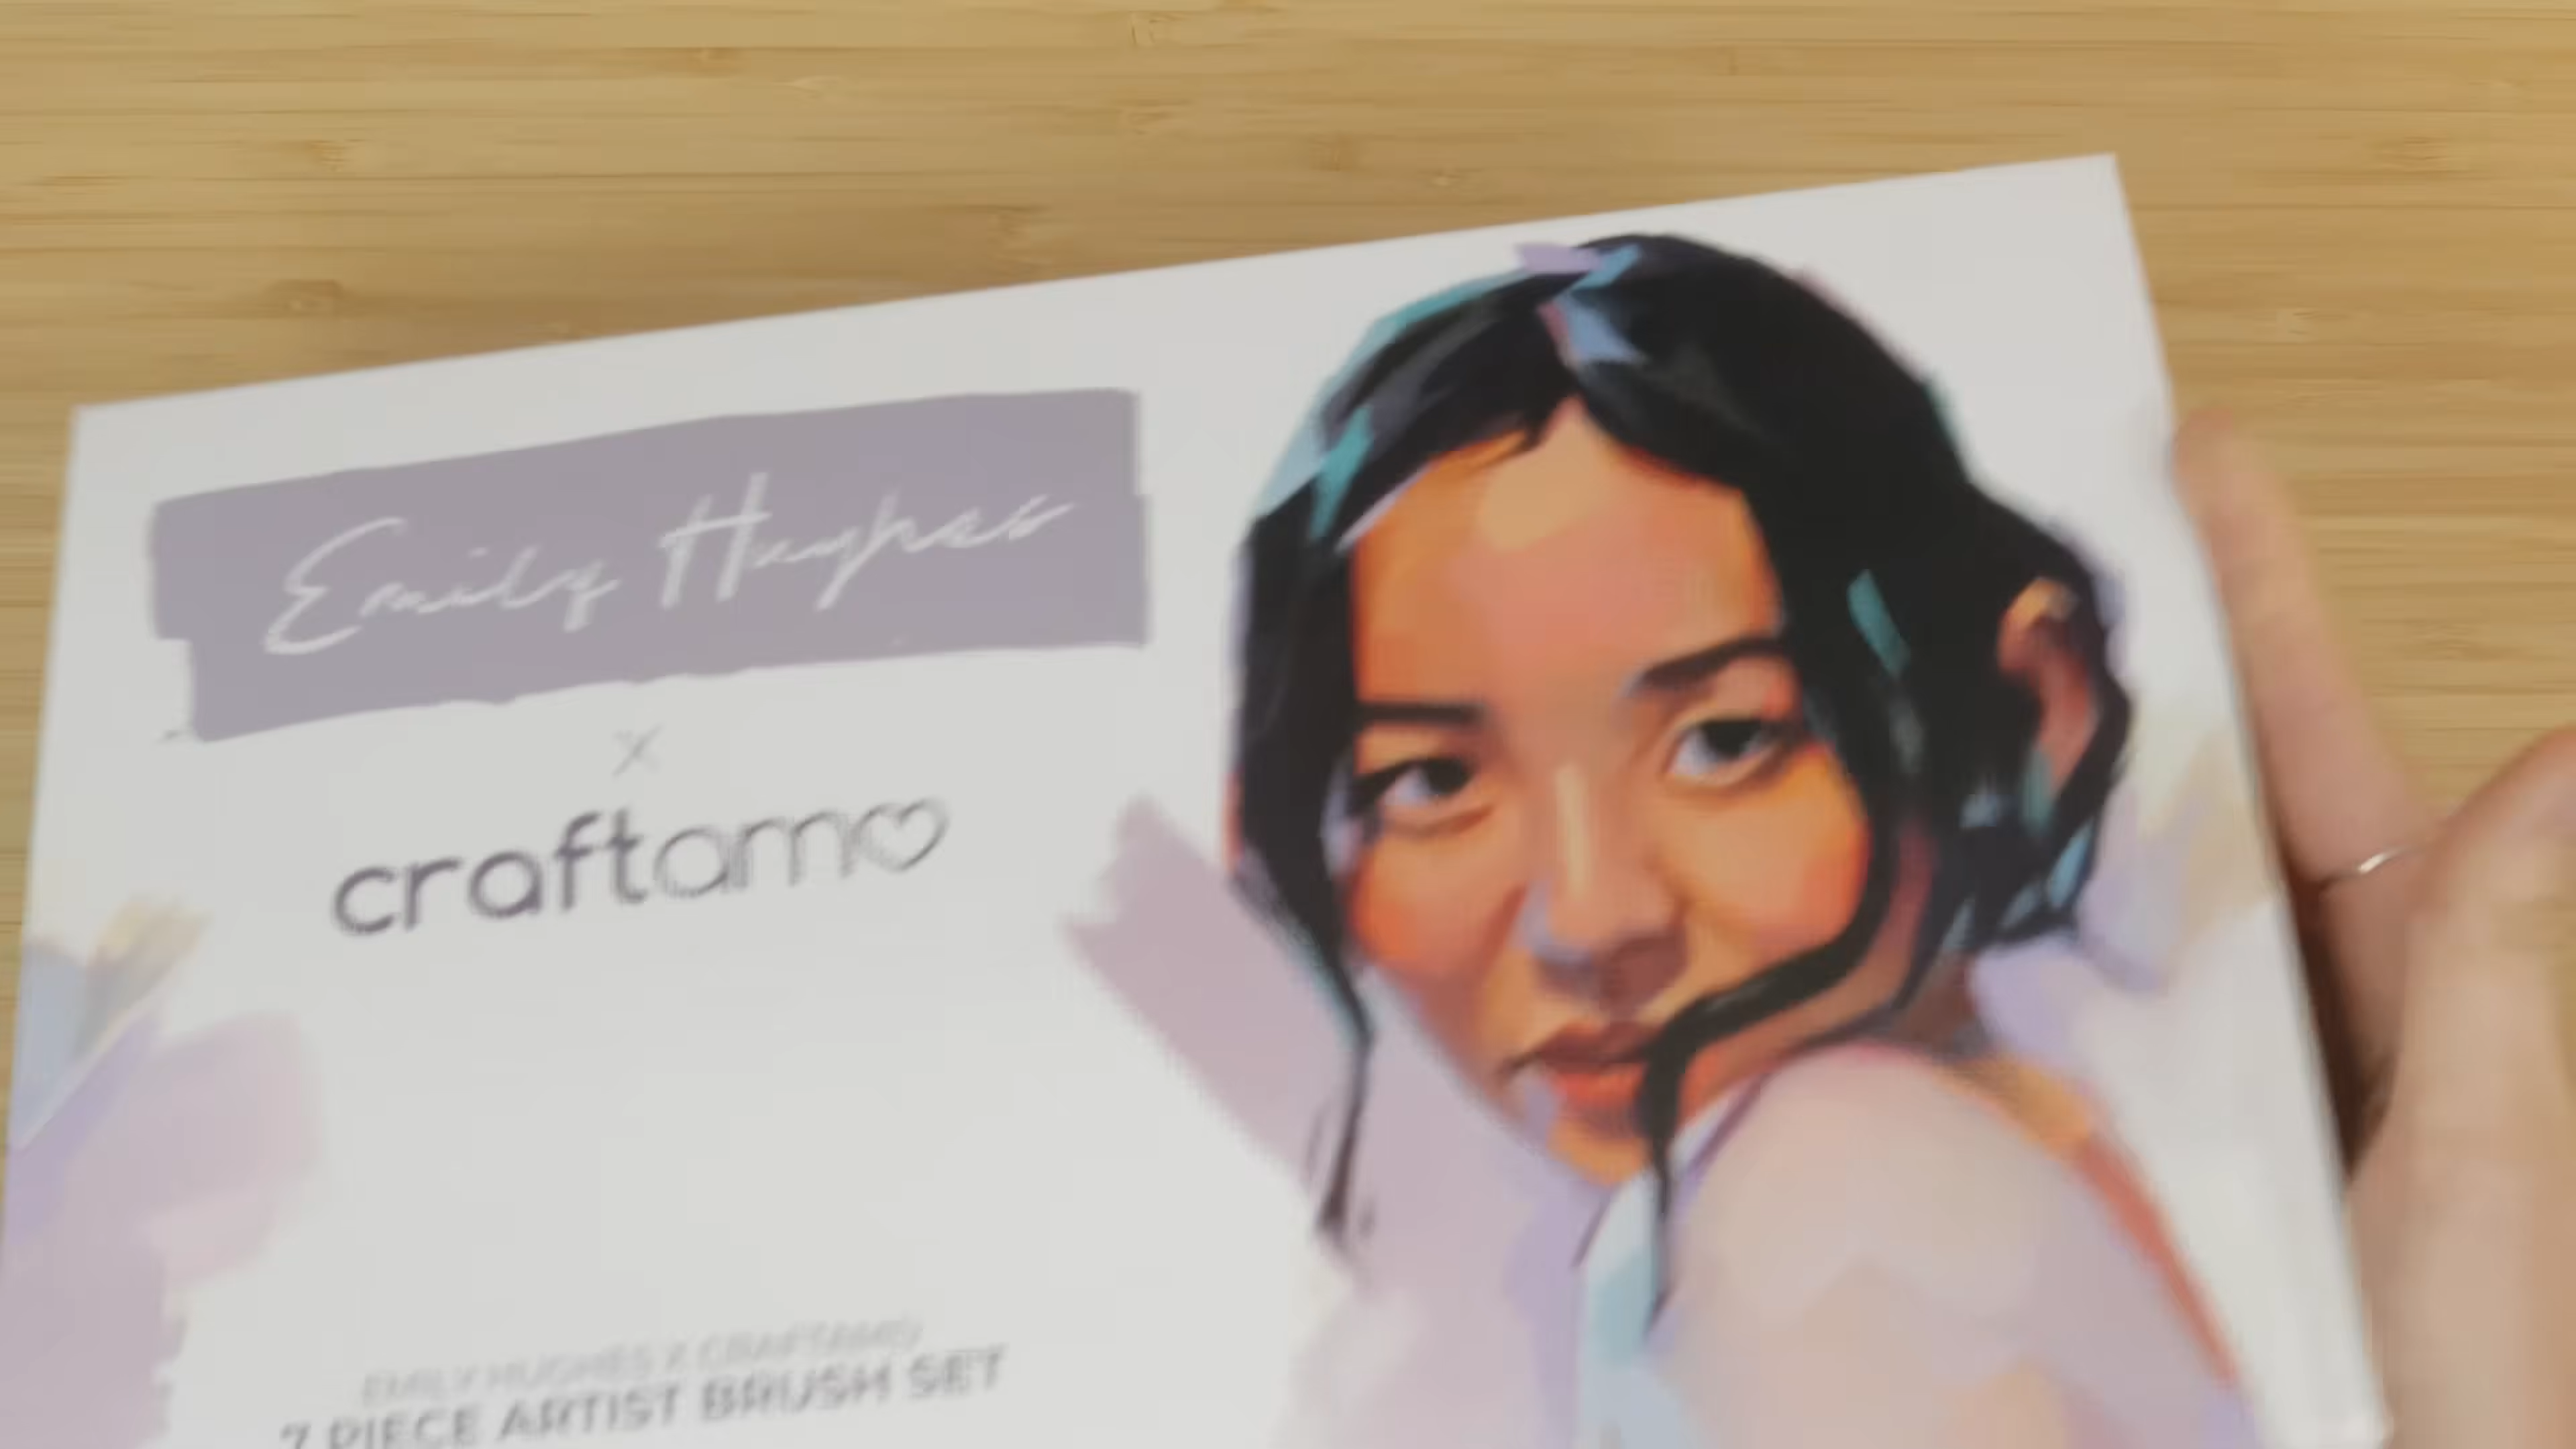 Emily Hughes
x
craftamo
EMILY HUGHES X CRAFTAMO
7 PIECE ARTIST BRUSH SET